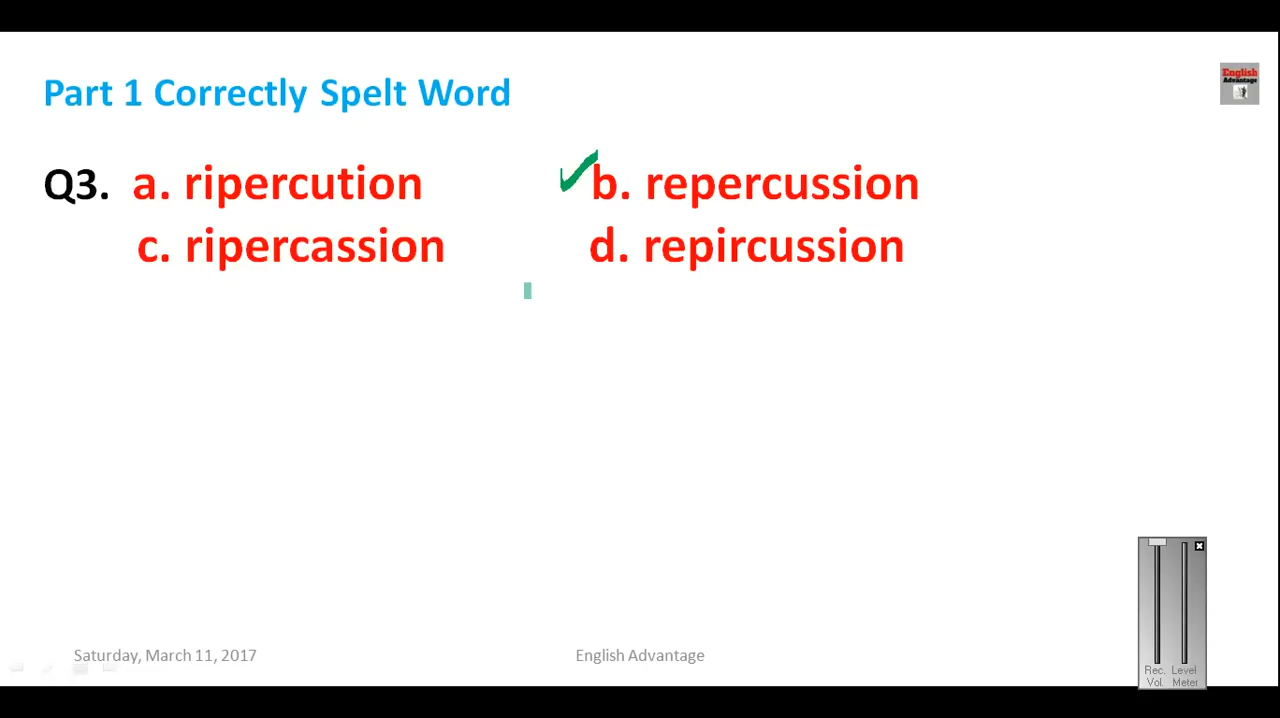 Part 1 Correctly Spelt Word
English
Advantage
Q3. a. ripercution b. repercussion
c. ripercassion d. repircussion
Rec. Level
Vol. Meter
Saturday, March 11, 2017 English Advantage